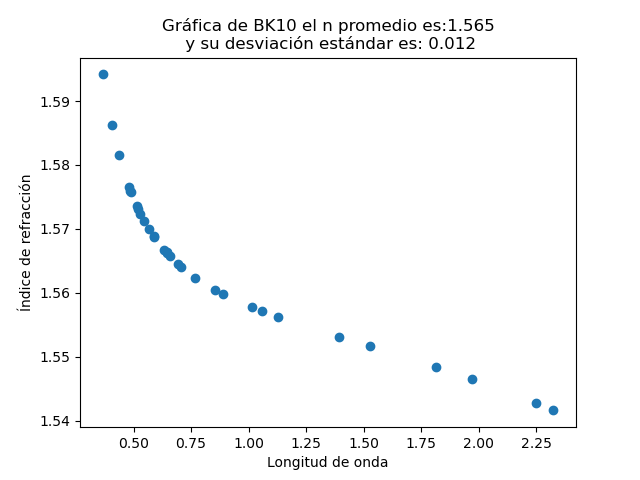 Gráfica de BK10 el n promedio es:1.565
y su desviación estándar es: 0.012
Índice de refracción
1.59
1.58
1.57
1.56
1.55
1.54
0.50 0.75 1.00 1.25 1.50 1.75 2.00 2.25
Longitud de onda